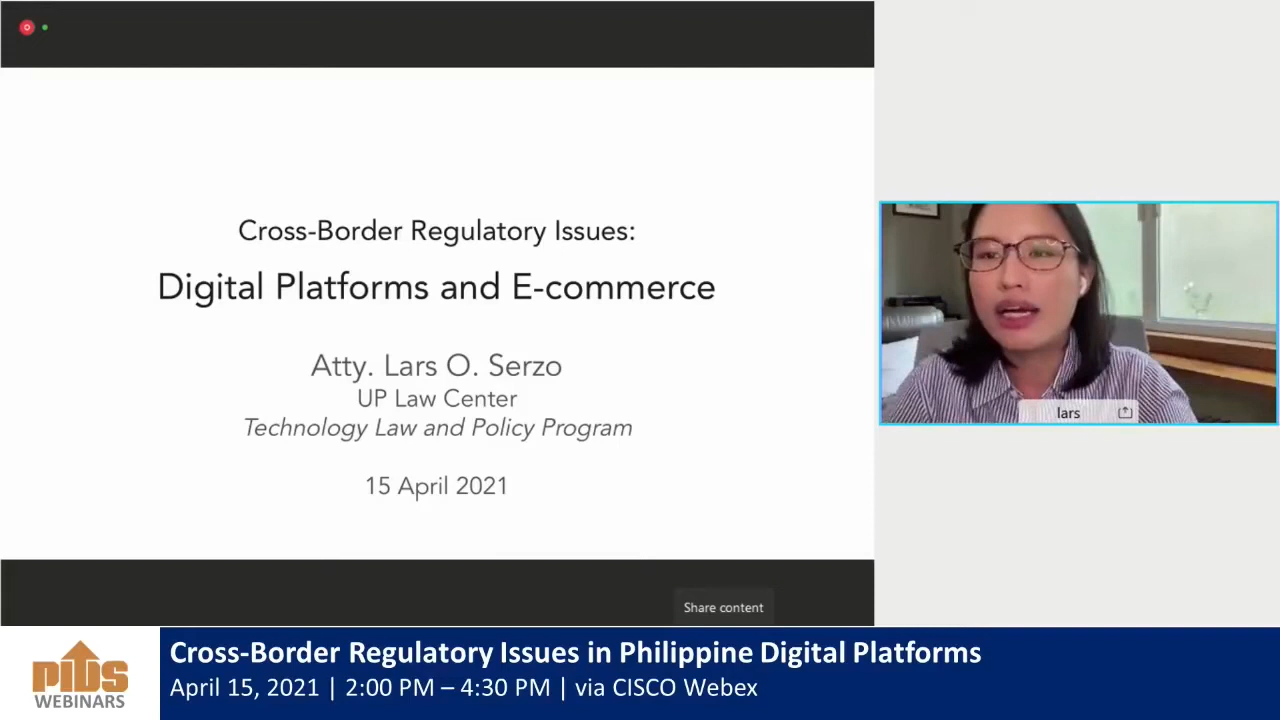 Cross-Border Regulatory Issues:
Digital Platforms and E-commerce
Atty. Lars O. Serzo
UP Law Center
Technology Law and Policy Program
15 April 2021
lars
Share content
PIDS
WEBINARS
Cross-Border Regulatory Issues in Philippine Digital Platforms
April 15, 2021 | 2:00 PM – 4:30 PM | via CISCO Webex